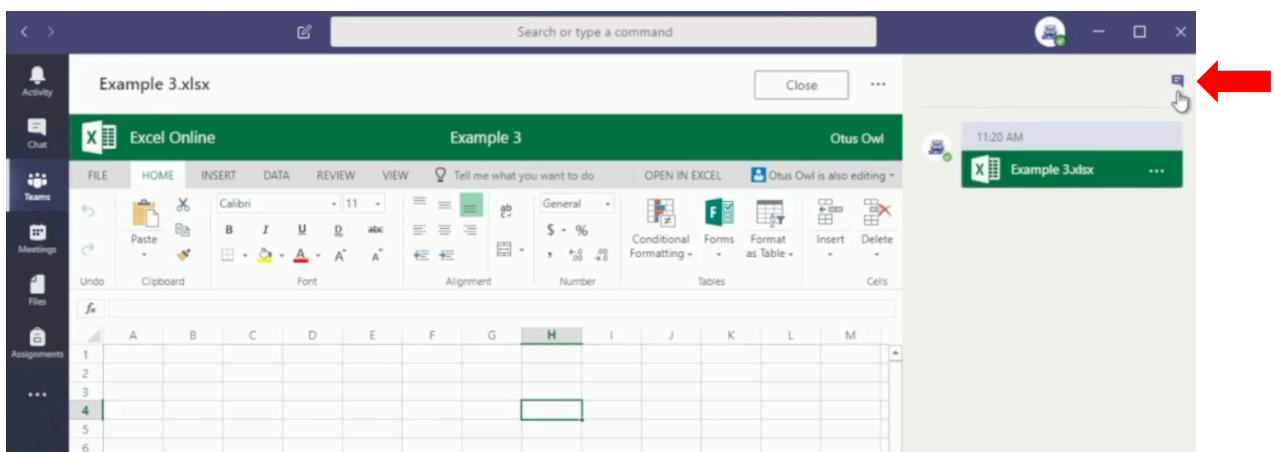 Search or type a command
Activity
Chat
Teams
Meetings
Files
Assignments
Example 3.xlsx
Close
Excel Online
Example 3
Otus Owl
FILE HOME INSERT DATA REVIEW VIEW Tell me what you want to do OPEN IN EXCEL Otus Owl is also editing
Calibri 11 General
B I U D abc $ - %
Paste
Conditional Formatting
Forms
Format as Table
Insert
Delete
A A A
Undo Clipboard Font Alignment Number Tables Cells
fx
A B C D E F G H I J K L M
1
2
3
4
5
6
11:20 AM
Example 3.xlsx